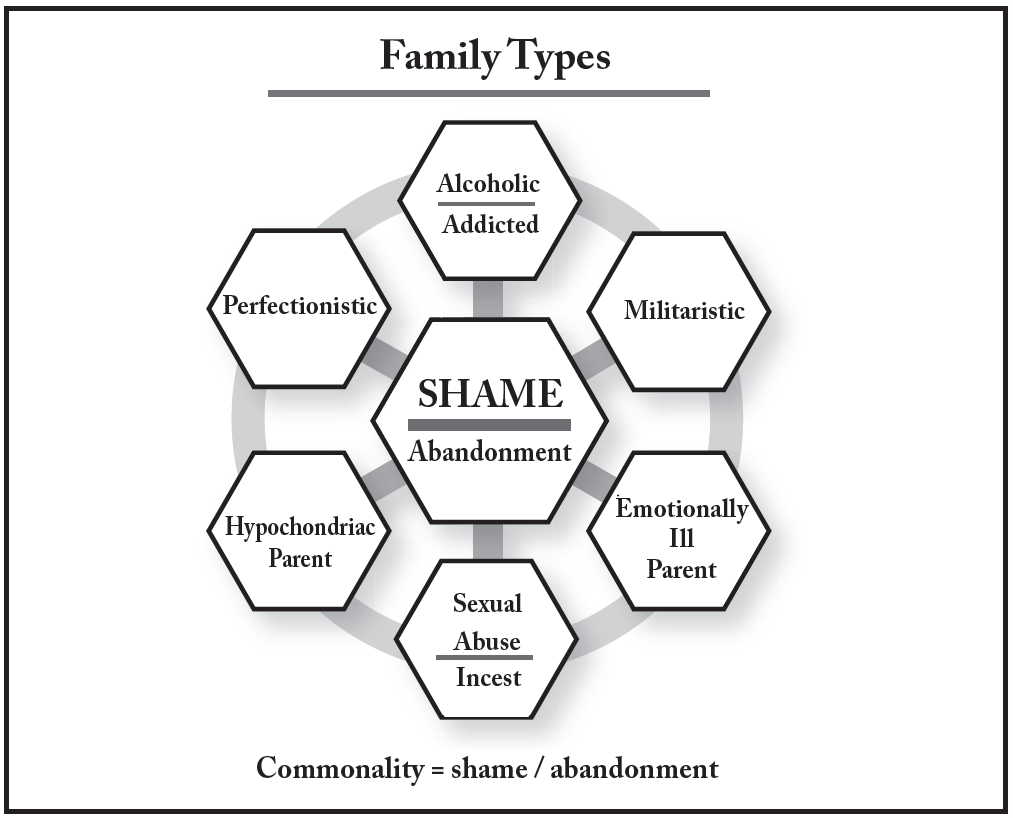 Family Types
Alcoholic
Addicted
Perfectionistic
Militaristic
SHAME
Abandonment
Hypochondriac
Parent
Emotionally
Ill
Parent
Sexual
Abuse
Incest
Commonality = shame / abandonment